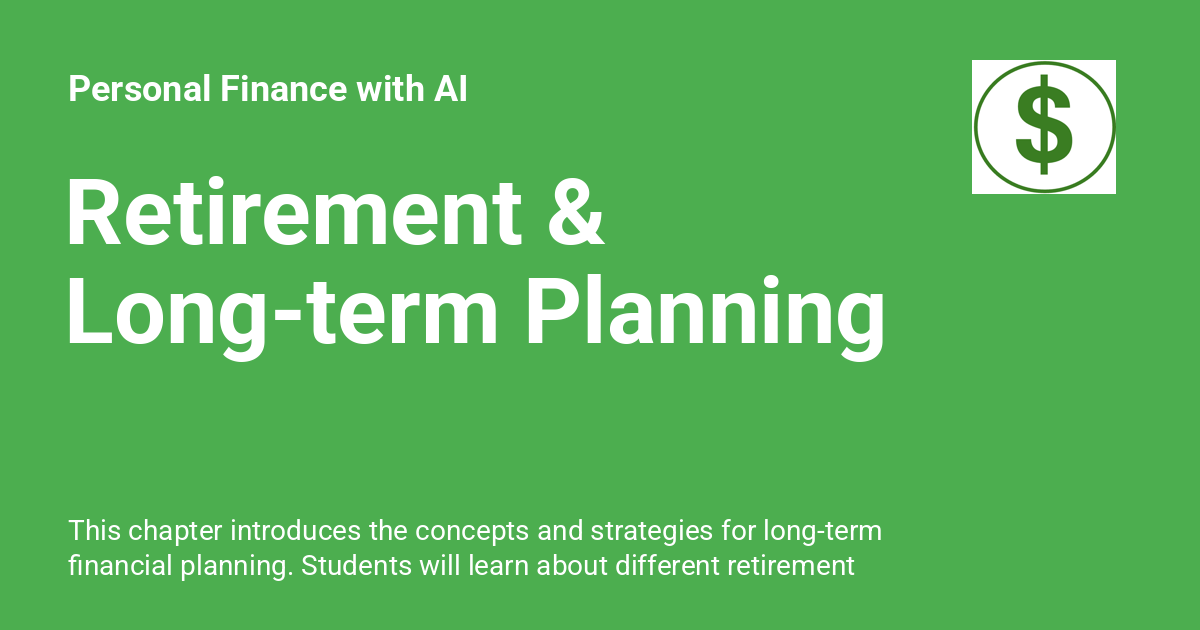 Personal Finance with AI
$
Retirement &
Long-term Planning
This chapter introduces the concepts and strategies for long-term
financial planning. Students will learn about different retirement